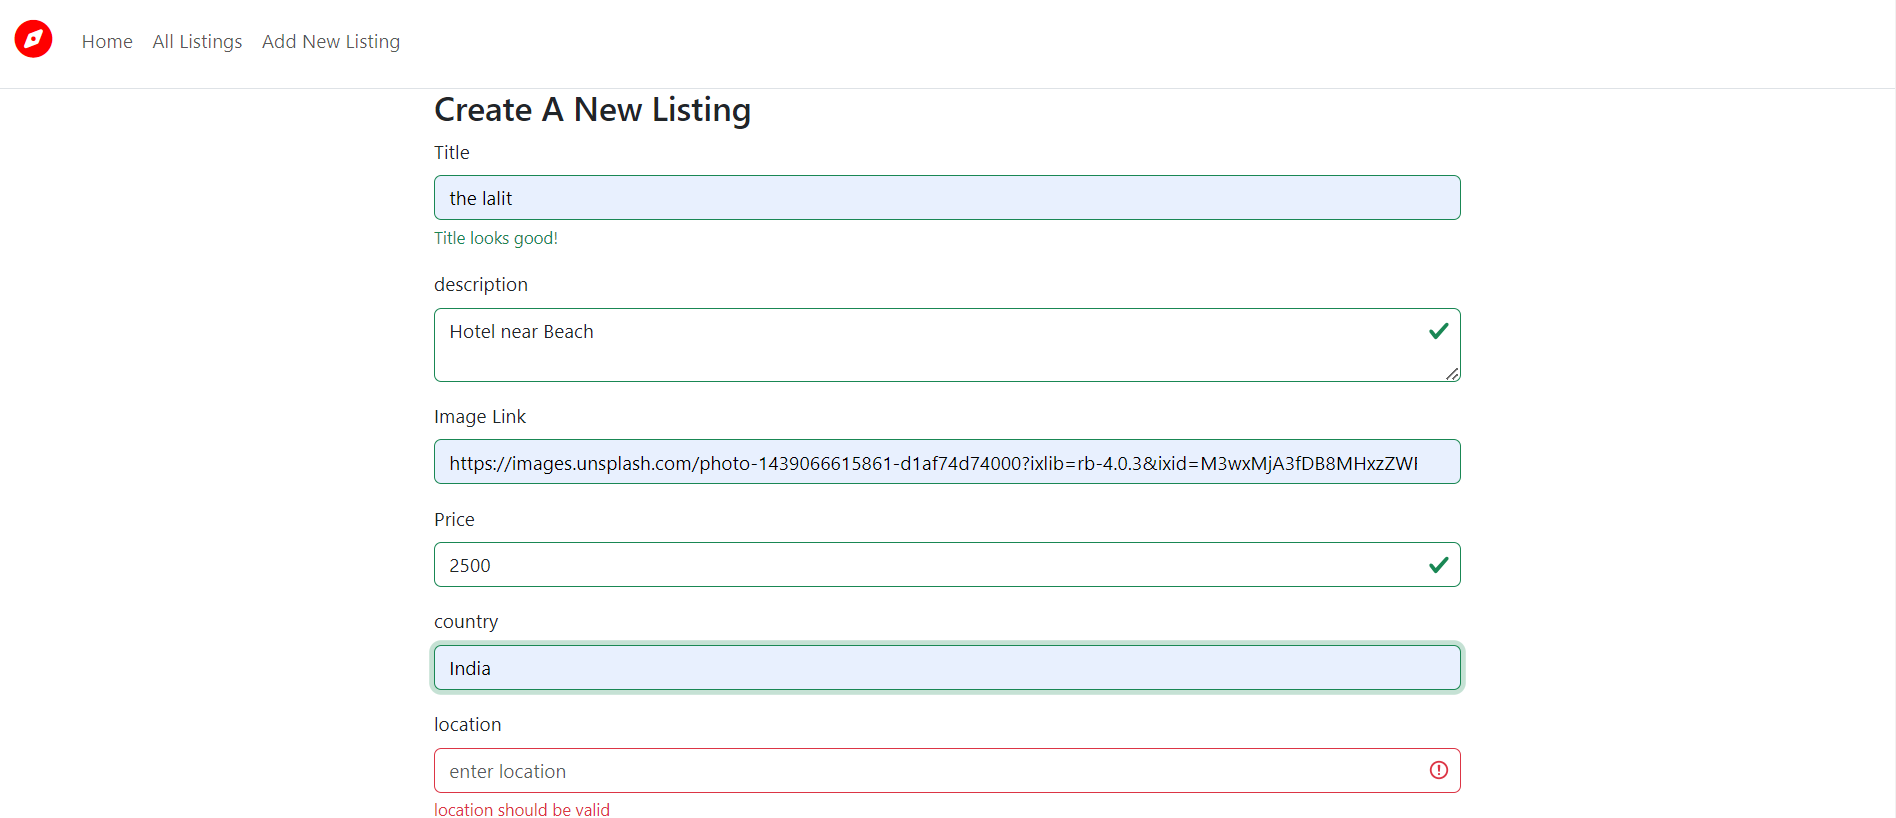 Home All Listings Add New Listing
Create A New Listing
Title
the lalit
Title looks good!
description
Hotel near Beach
Image Link
https://images.unsplash.com/photo-1439066615861-d1af74d74000?ixlib=rb-4.0.3&ixid=M3wxMjA3fDB8MHxzZWI
Price
2500
country
India
location
enter location
location should be valid